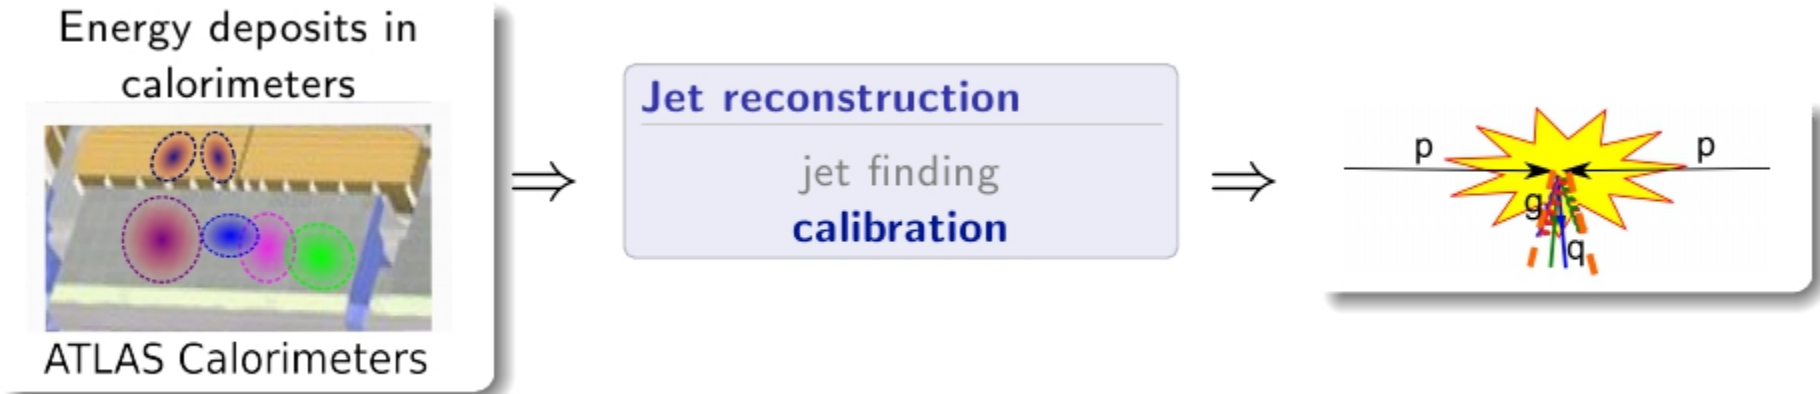 Energy deposits in
calorimeters
ATLAS Calorimeters
⇒
Jet reconstruction
jet finding
calibration
⇒
p
p
g
q